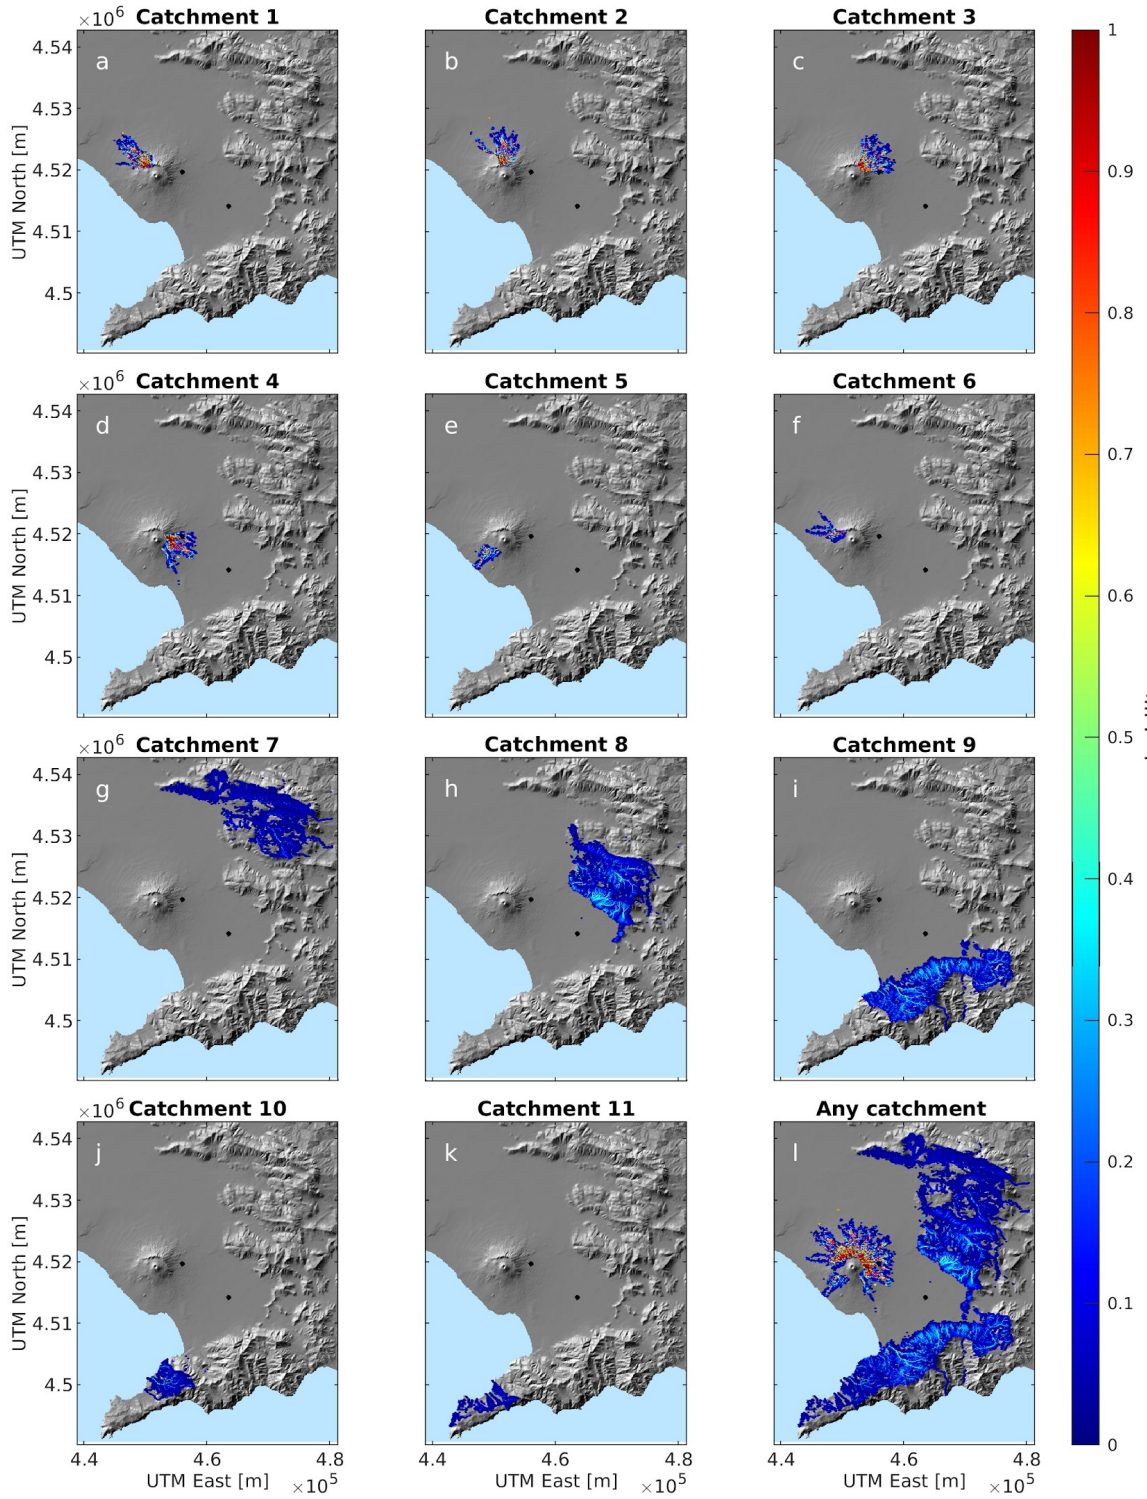 ×10⁶ Catchment 1 Catchment 2 Catchment 3 1
a b c
4.54
4.53
UTM North [m]
4.52
0.9
4.51
4.5
0.8
×10⁶ Catchment 4 Catchment 5 Catchment 6
d e f
4.54
0.7
4.53
UTM North [m]
4.52
0.6
4.51
4.5
×10⁶ Catchment 7 Catchment 8 Catchment 9
0.5
g h i
4.54
4.53
UTM North [m]
4.52
0.4
4.51
0.3
4.5
×10⁶ Catchment 10 Catchment 11 Any catchment
j k l
4.54
0.2
4.53
UTM North [m]
4.52
0.1
4.51
4.5
0
4.4 4.6 4.8 4.4 4.6 4.8 4.4 4.6 4.8
UTM East [m] ×10⁵ UTM East [m] ×10⁵ UTM East [m] ×10⁵